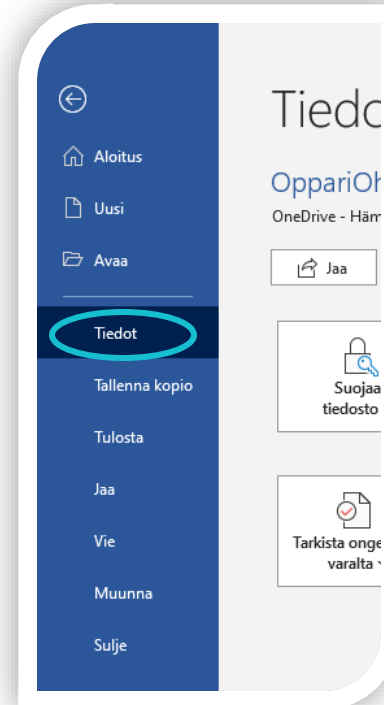 Aloitus
Uusi
Avaa
Tiedot
Tallenna kopio
Tulosta
Jaa
Vie
Muunna
Sulje
Tiedo
OppariOh
OneDrive - Häm
Jaa
Suojaa
tiedosto
Tarkista onge
varalta